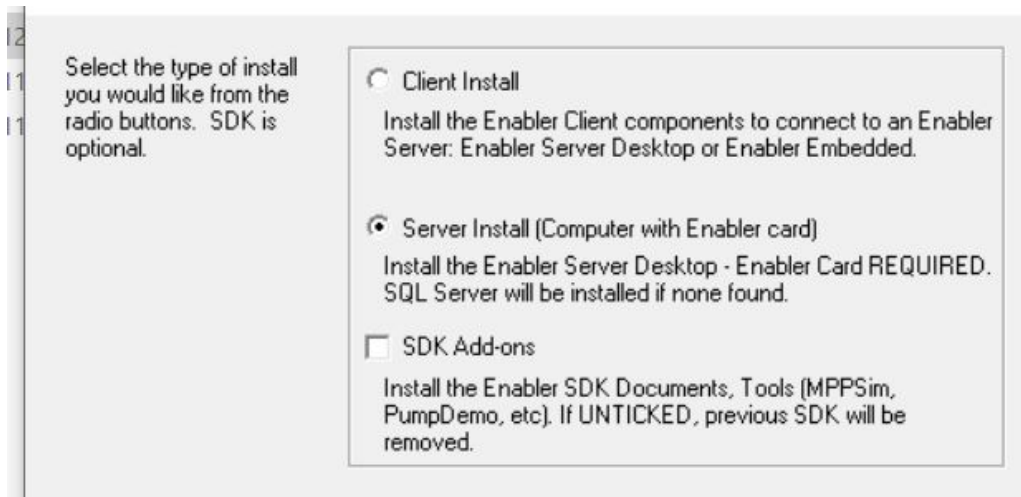 12
11
11
Select the type of install
you would like from the
radio buttons. SDK is
optional.
Client Install
Install the Enabler Client components to connect to an Enabler
Server: Enabler Server Desktop or Enabler Embedded.
Server Install (Computer with Enabler card)
Install the Enabler Server Desktop - Enabler Card REQUIRED.
SQL Server will be installed if none found.
SDK Add-ons
Install the Enabler SDK Documents, Tools (MPPSim,
PumpDemo, etc). If UNTICKED, previous SDK will be
removed.